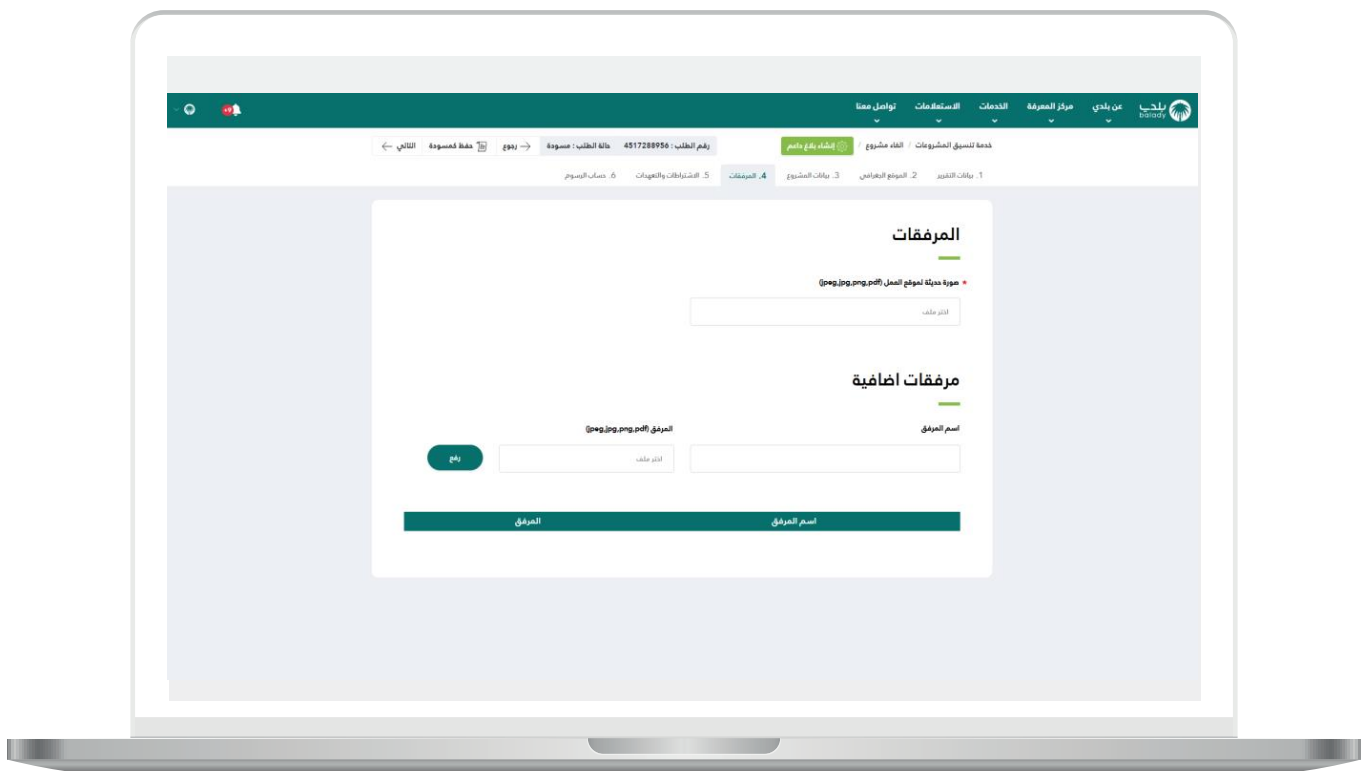 بلدي
balady
عن بلدي مركز المعرفة الخدمات الاستعلامات تواصل معنا
+9
خدمة تنسيق المشروعات / الغاء مشروع / إنشاء بلاغ داعم
رقم الطلب : 4517288956 حالة الطلب : مسودة
رجوع حفظ كمسودة التالي
1. بيانات التقرير 2. الموقع الجغرافي 3. بيانات المشروع 4. المرفقات 5. الاشتراطات والتعهدات 6. حساب الرسوم
المرفقات
* صورة حديثة لموقع العمل (jpeg,jpg,png,pdf)
اختر ملف
مرفقات اضافية
اسم المرفق المرفق (jpeg,jpg,png,pdf)
اختر ملف رفع
اسم المرفق المرفق